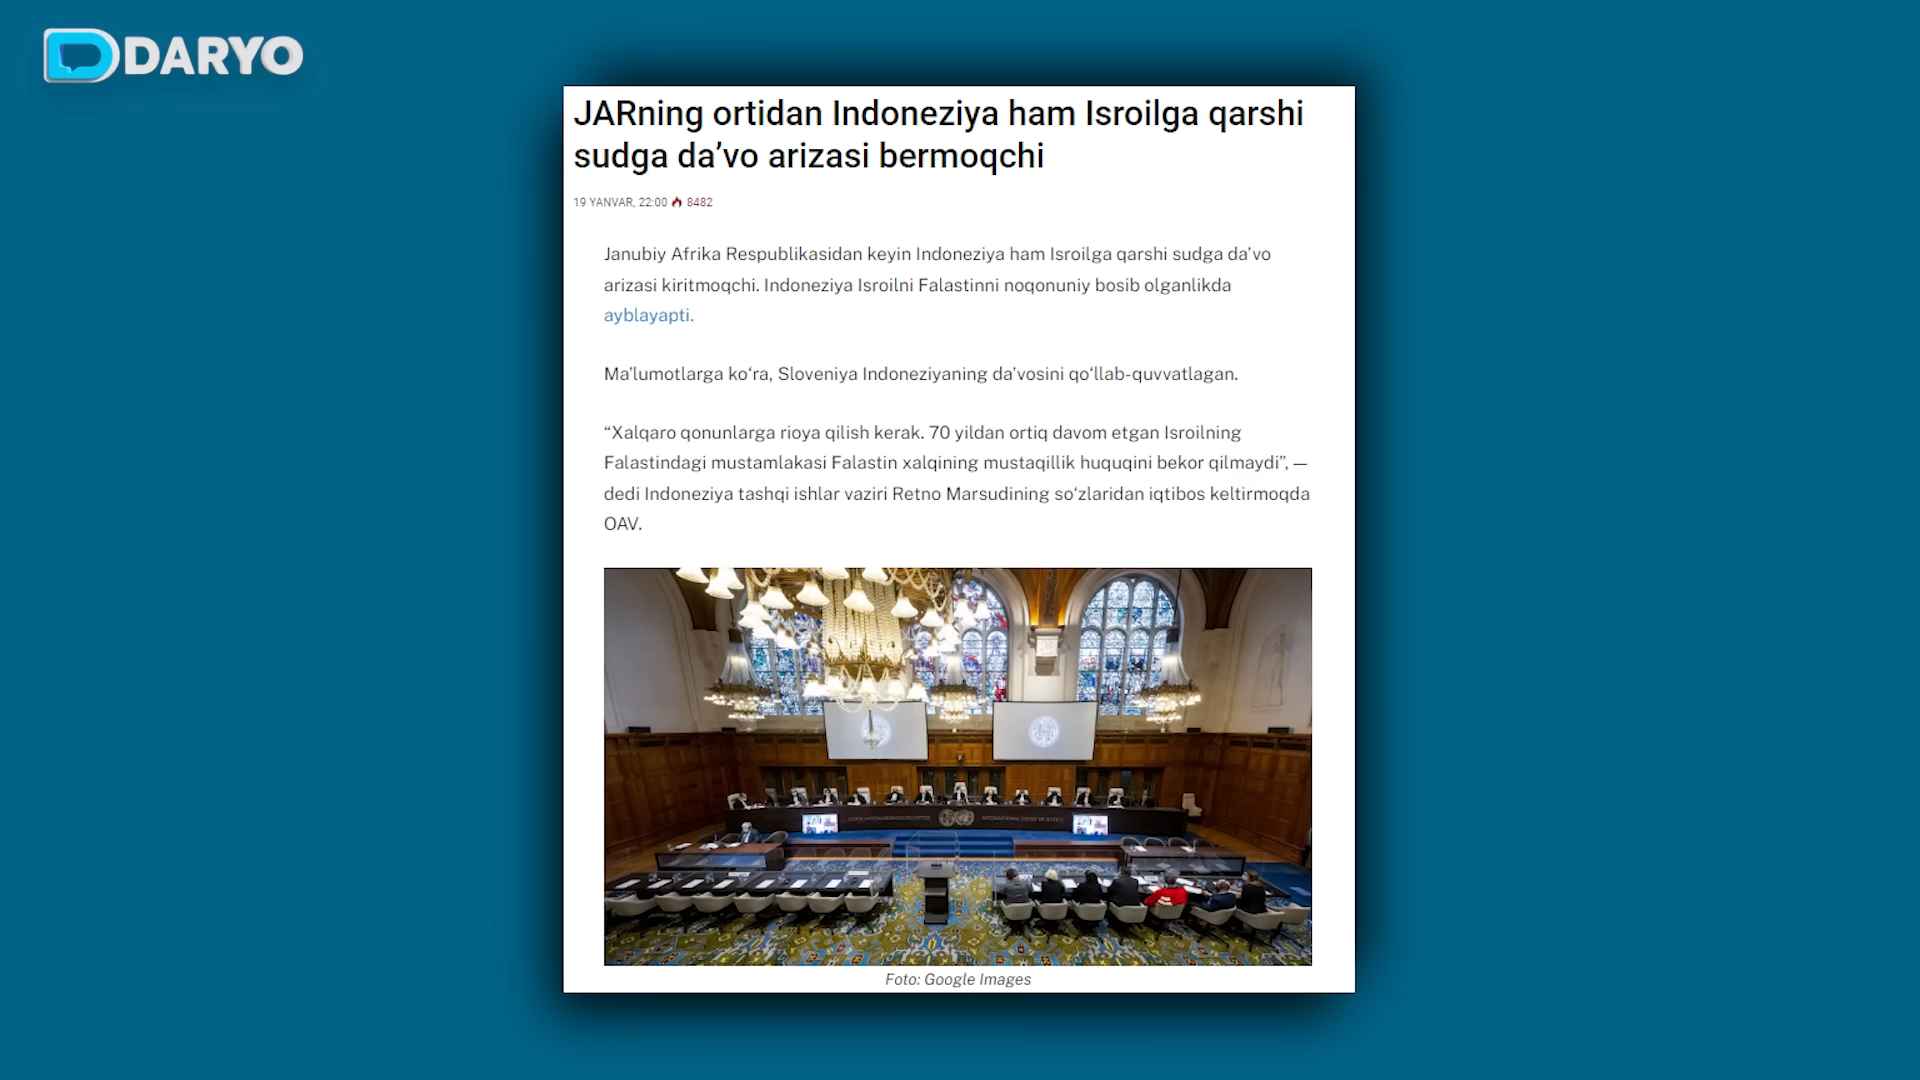 DARYO
JARning ortidan Indoneziya ham Isroilga qarshi
sudga da’vo arizasi bermoqchi
19 YANVAR, 22:00 8482
Janubiy Afrika Respublikasidan keyin Indoneziya ham Isroilga qarshi sudga da’vo
arizasi kiritmoqchi. Indoneziya Isroilni Falastinni noqonuniy bosib olganlikda
ayblayapti.
Ma’lumotlarga ko‘ra, Sloveniya Indoneziyaning da’vosini qo‘llab-quvvatlagan.
“Xalqaro qonunlarga rioya qilish kerak. 70 yildan ortiq davom etgan Isroilning
Falastindagi mustamlakasi Falastin xalqining mustaqillik huquqini bekor qilmaydi”, —
dedi Indoneziya tashqi ishlar vaziri Retno Marsudining so‘zlaridan iqtibos keltirmoqda
OAV.
Foto: Google Images